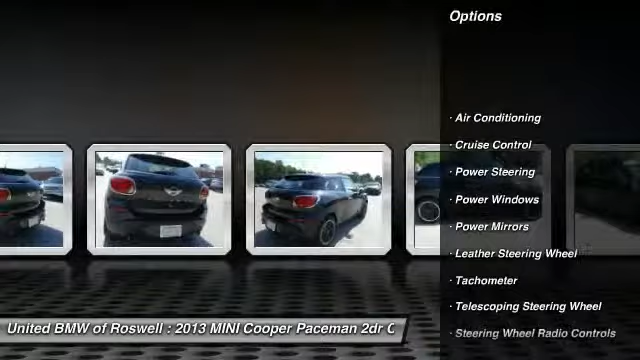 Options
· Air Conditioning
· Cruise Control
· Power Steering
· Power Windows
· Power Mirrors
· Leather Steering Wheel
· Tachometer
· Telescoping Steering Wheel
· Steering Wheel Radio Controls
United BMW of Roswell : 2013 MINI Cooper Paceman 2dr C